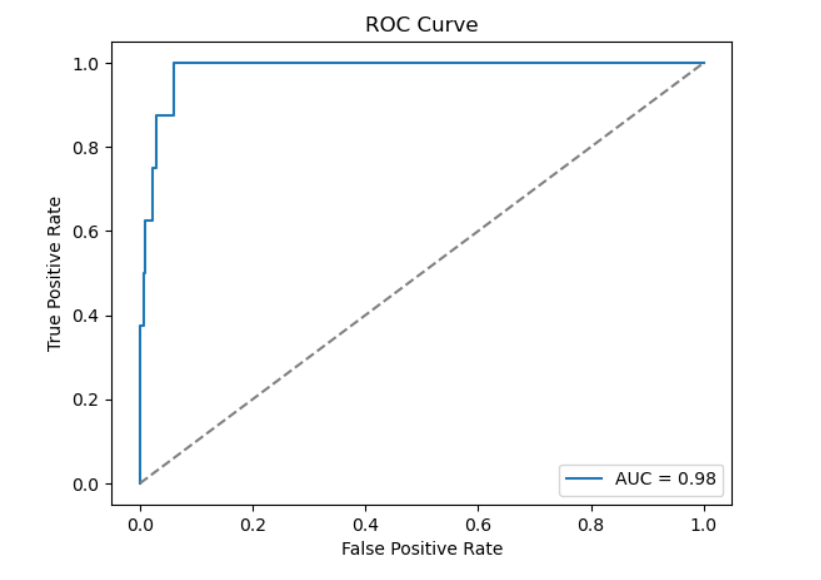 ROC Curve
True Positive Rate
1.0
0.8
0.6
0.4
0.2
0.0
AUC = 0.98
0.0 0.2 0.4 0.6 0.8 1.0
False Positive Rate